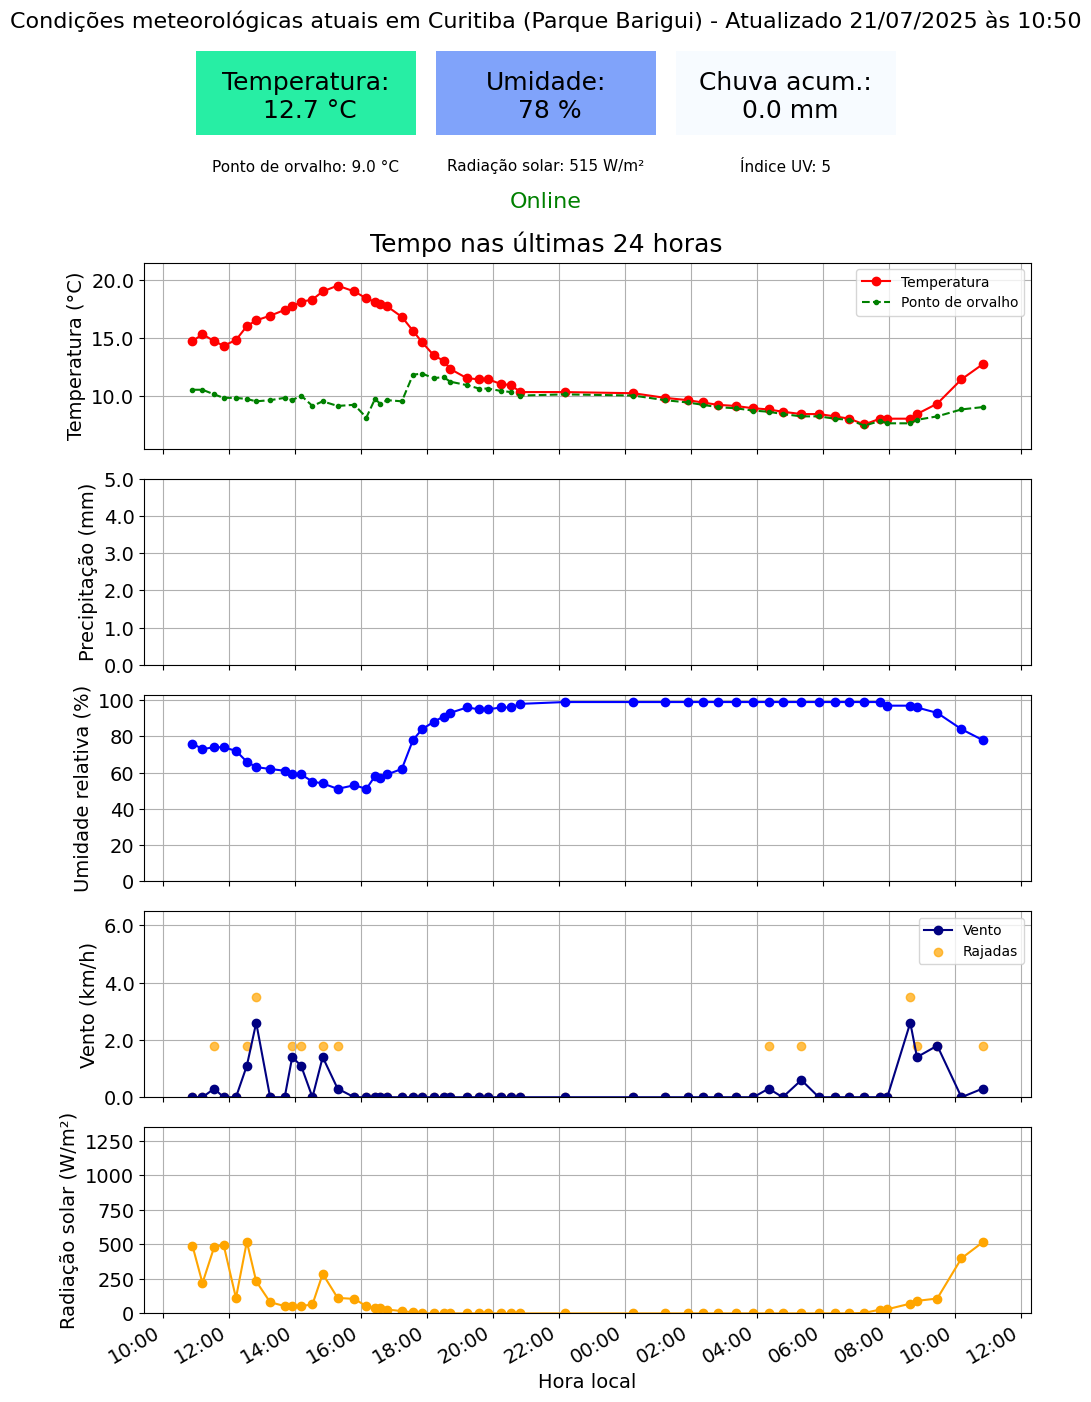 Condições meteorológicas atuais em Curitiba (Parque Barigui) - Atualizado 21/07/2025 às 10:50
Temperatura:
12.7 °C
Umidade:
78 %
Chuva acum.:
0.0 mm
Ponto de orvalho: 9.0 °C
Radiação solar: 515 W/m²
Índice UV: 5
Online
Tempo nas últimas 24 horas
Temperatura (°C)
20.0
15.0
10.0
Temperatura
Ponto de orvalho
Precipitação (mm)
5.0
4.0
3.0
2.0
1.0
0.0
Umidade relativa (%)
100
80
60
40
20
0
Vento (km/h)
6.0
4.0
2.0
0.0
Vento
Rajadas
Radiação solar (W/m²)
1250
1000
750
500
250
0
10:00
12:00
14:00
16:00
18:00
20:00
22:00
00:00
02:00
04:00
06:00
08:00
10:00
12:00
Hora local